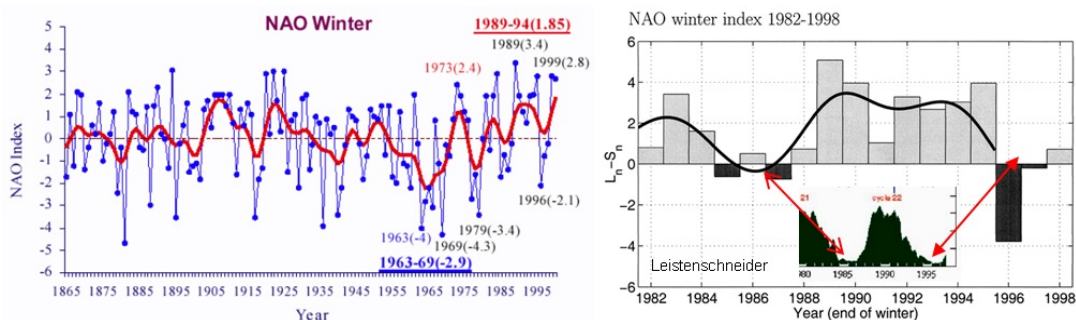 NAO Winter
1989-94(1.85)
1989(3.4)
1999(2.8)
1973(2.4)
NAO Index
5
4
3
2
1
0
-1
-2
-3
-4
-5
-6
1996(-2.1)
1979(-3.4)
1963(-4)
1969(-4.3)
1963-69(-2.9)
1865 1875 1885 1895 1905 1915 1925 1935 1945 1955 1965 1975 1985 1995
Year
NAO winter index 1982-1998
6
4
2
0
-2
-4
-6
Ln-Sn
21 cycle 22
980 1985 1990 1995
Leistenschneider
1982 1984 1986 1988 1990 1992 1994 1996 1998
Year (end of winter)